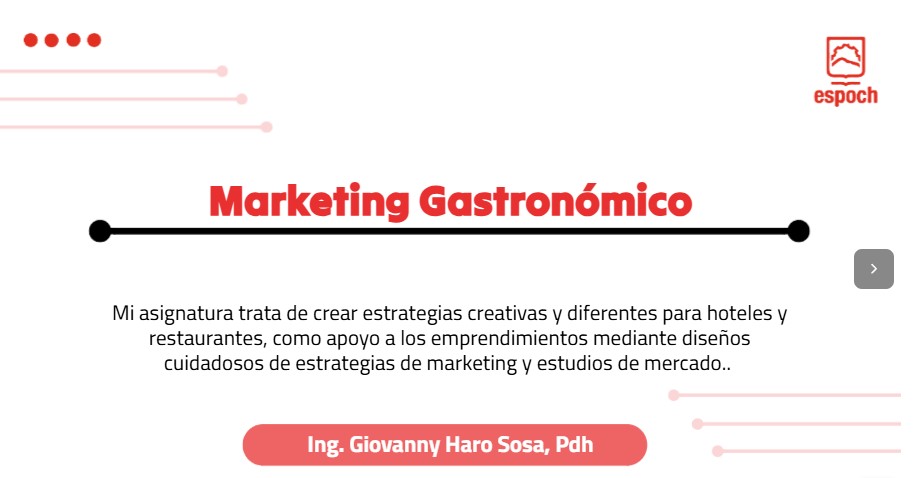 espoch
Marketing Gastronómico
Mi asignatura trata de crear estrategias creativas y diferentes para hoteles y
restaurantes, como apoyo a los emprendimientos mediante diseños
cuidadosos de estrategias de marketing y estudios de mercado..
Ing. Giovanny Haro Sosa, Pdh